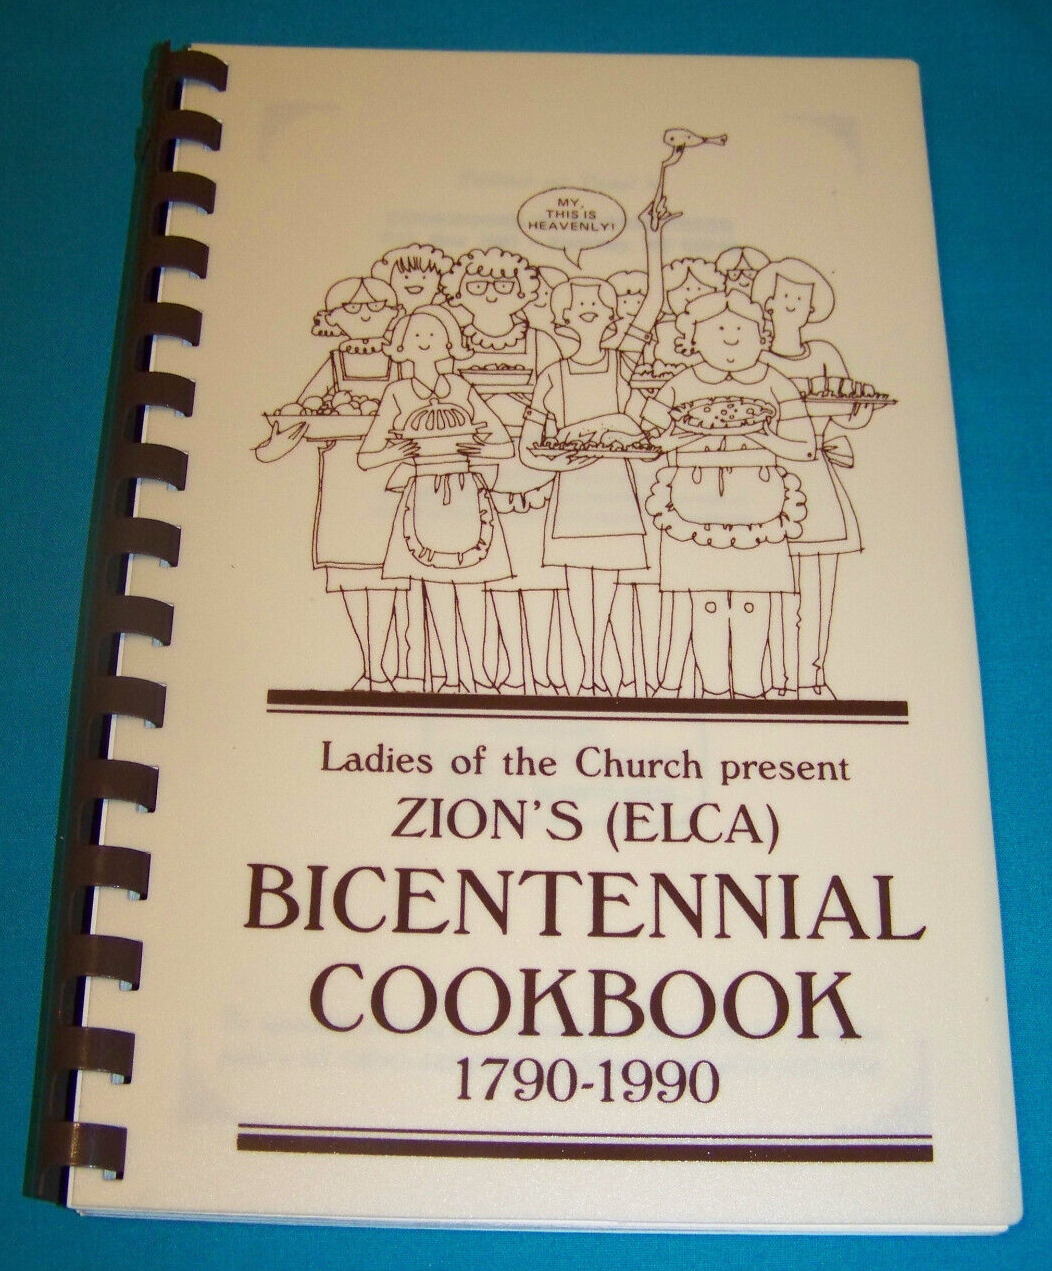 MY,
THIS IS
HEAVENLY!
Ladies of the Church present
ZION'S (ELCA)
BICENTENNIAL
COOKBOOK
1790-1990